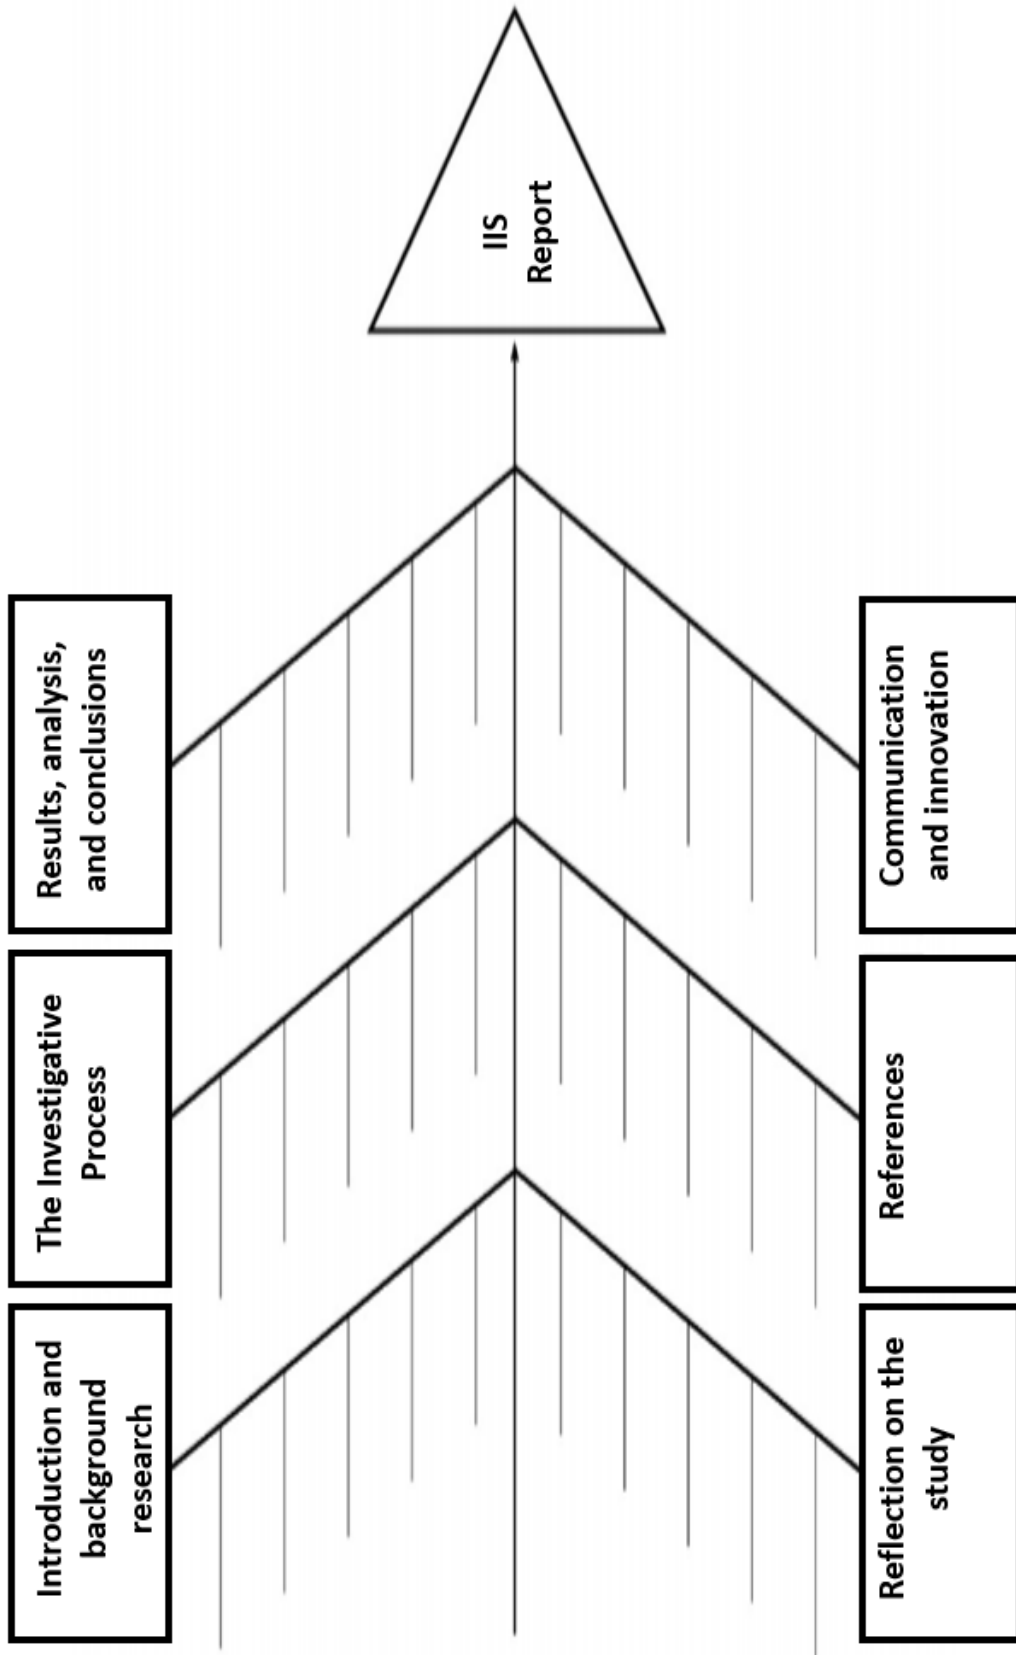 Introduction and
background
research
The Investigative
Process
Results, analysis,
and conclusions
IIS
Report
Reflection on the
study
References
Communication
and innovation